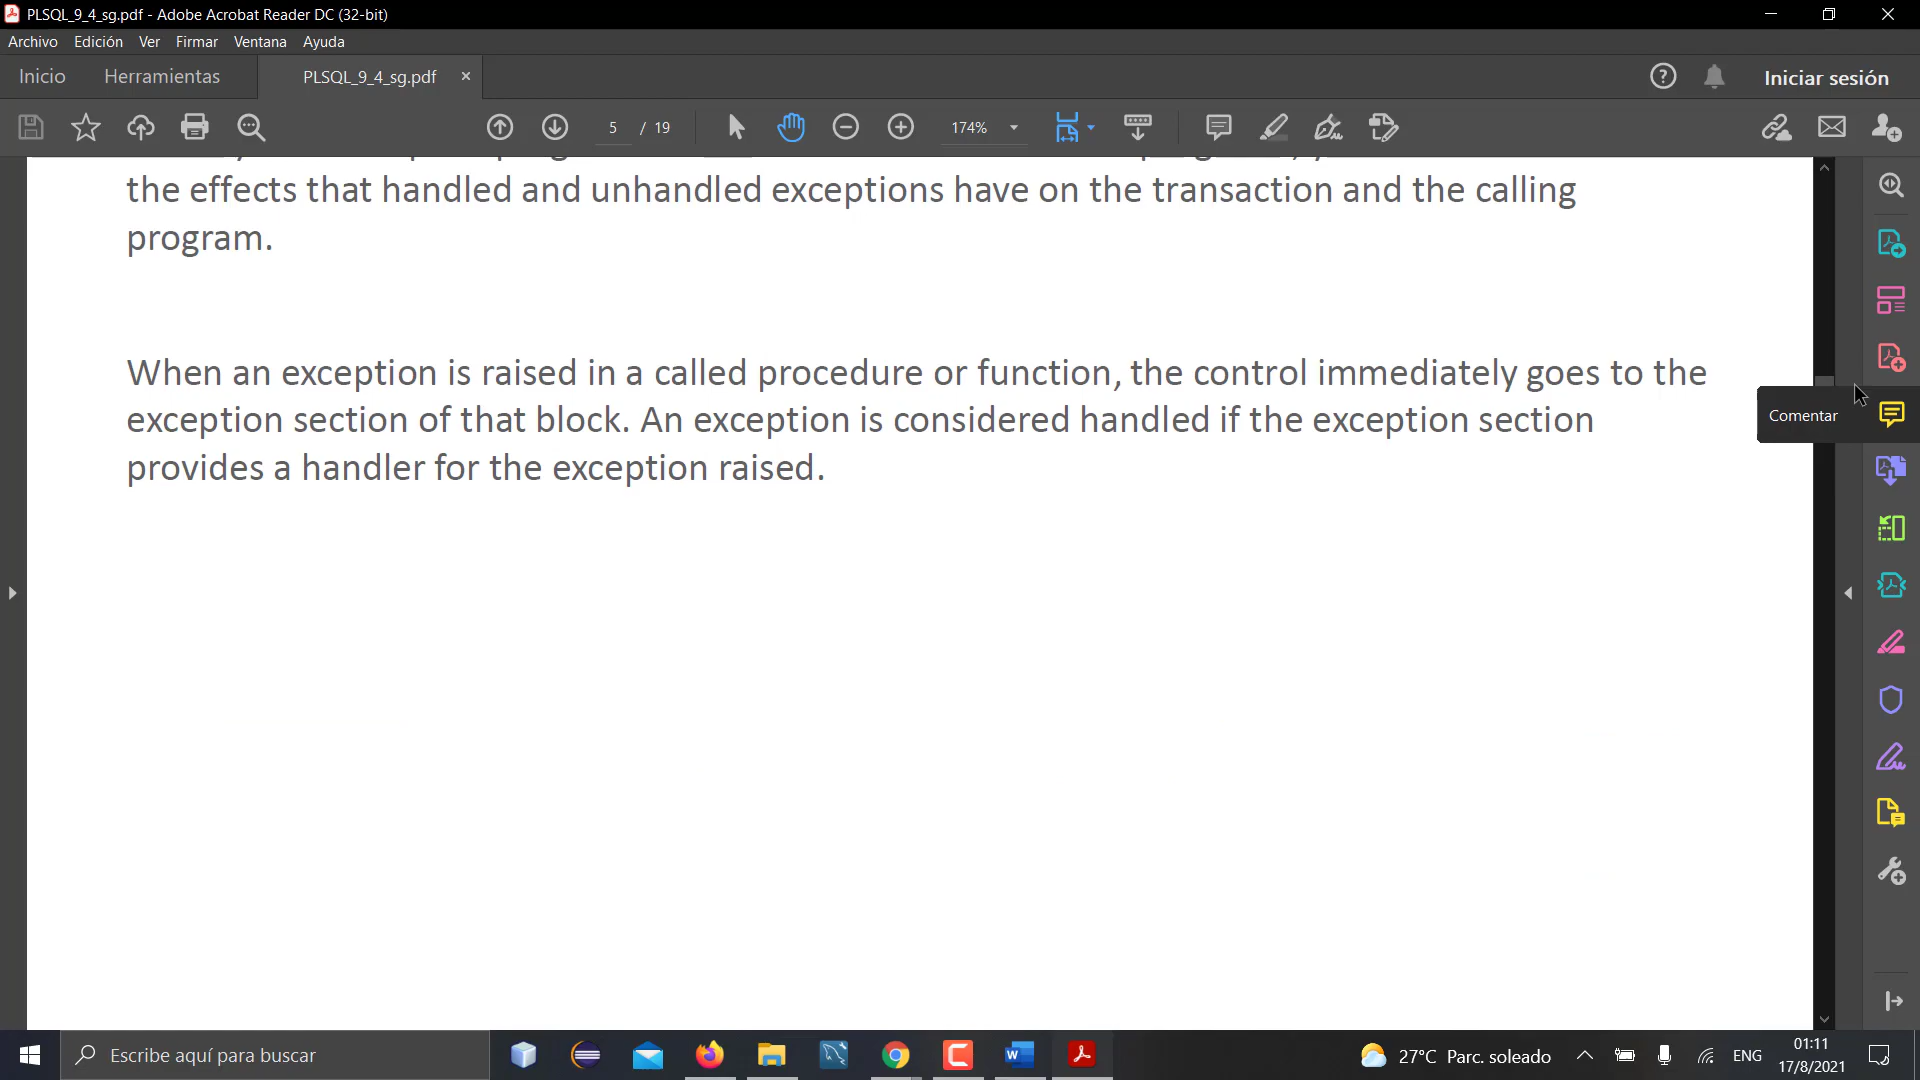 PLSQL_9_4_sg.pdf - Adobe Acrobat Reader DC (32-bit)
Archivo Edición Ver Firmar Ventana Ayuda
Inicio Herramientas PLSQL_9_4_sg.pdf Iniciar sesión
5 / 19 174%
the effects that handled and unhandled exceptions have on the transaction and the calling
program.
When an exception is raised in a called procedure or function, the control immediately goes to the
exception section of that block. An exception is considered handled if the exception section
provides a handler for the exception raised.
Comentar
Escribe aquí para buscar
27°C Parc. soleado
ENG
01:11
17/8/2021